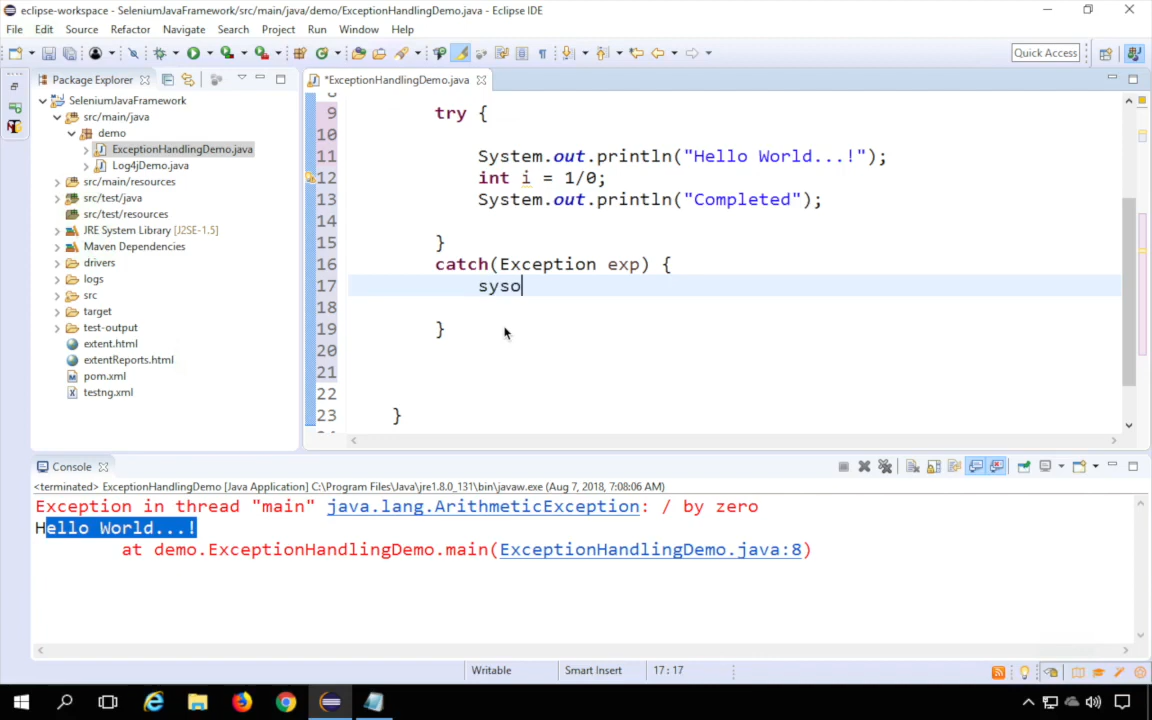 eclipse-workspace - SeleniumJavaFramework/src/main/java/demo/ExceptionHandlingDemo.java - Eclipse IDE
File Edit Source Refactor Navigate Search Project Run Window Help
Quick Access
Package Explorer
*ExceptionHandlingDemo.java
SeleniumJavaFramework
src/main/java
demo
ExceptionHandlingDemo.java
Log4jDemo.java
src/main/resources
src/test/java
src/test/resources
JRE System Library [J2SE-1.5]
Maven Dependencies
drivers
logs
src
target
test-output
extent.html
extentReports.html
pom.xml
testng.xml
9 try {
10
11 System.out.println("Hello World...!");
12 int i = 1/0;
13 System.out.println("Completed");
14
15 }
16 catch(Exception exp) {
17 syso
18
19 }
20
21
22
23 }
Console
<terminated> ExceptionHandlingDemo [Java Application] C:\Program Files\Java\jre1.8.0_131\bin\javaw.exe (Aug 7, 2018, 7:08:06 AM)
Exception in thread "main" java.lang.ArithmeticException: / by zero
Hello World...!
at demo.ExceptionHandlingDemo.main(ExceptionHandlingDemo.java:8)
Writable Smart Insert 17 : 17